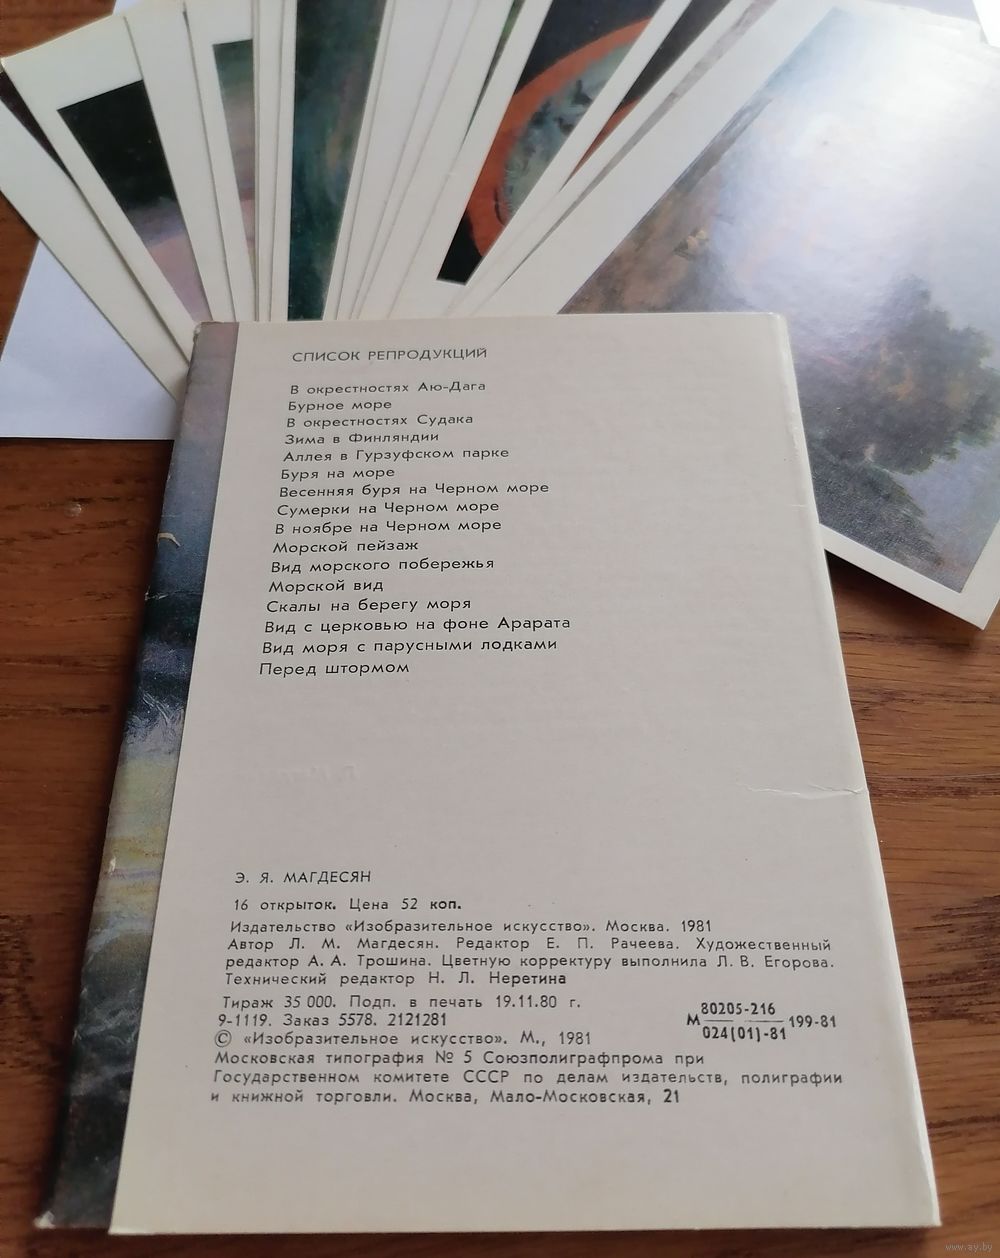 СПИСОК РЕПРОДУКЦИЙ
В окрестностях Аю-Дага
Бурное море
В окрестностях Судака
Зима в Финляндии
Аллея в Гурзуфском парке
Буря на море
Весенняя буря на Черном море
Сумерки на Черном море
В ноябре на Черном море
Морской пейзаж
Вид морского побережья
Морской вид
Скалы на берегу моря
Вид с церковью на фоне Арарата
Вид моря с парусными лодками
Перед штормом
Э. Я. МАГДЕСЯН
16 открыток. Цена 52 коп.
Издательство «Изобразительное искусство». Москва. 1981
Автор Л. М. Магдесян. Редактор Е. П. Рачеева. Художественный
редактор А. А. Трошина. Цветную корректуру выполнила Л. В. Егорова.
Технический редактор Н. Л. Неретина
Тираж 35 000. Подп. в печать 19.11.80 г.
9-1119. Заказ 5578. 2121281
М 80205-216 199-81
024(01)-81
© «Изобразительное искусство». М., 1981
Московская типография № 5 Союзполиграфпрома при
Государственном комитете СССР по делам издательств, полиграфии
и книжной торговли. Москва, Мало-Московская, 21
www.ay.by